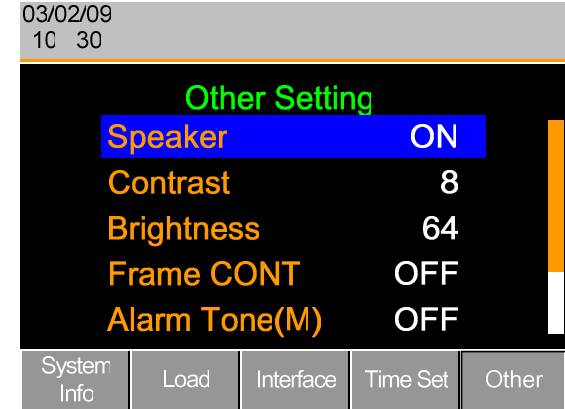 03/02/09
10 30
Other Setting
Speaker ON
Contrast 8
Brightness 64
Frame CONT OFF
Alarm Tone(M) OFF
System Info Load Interface Time Set Other